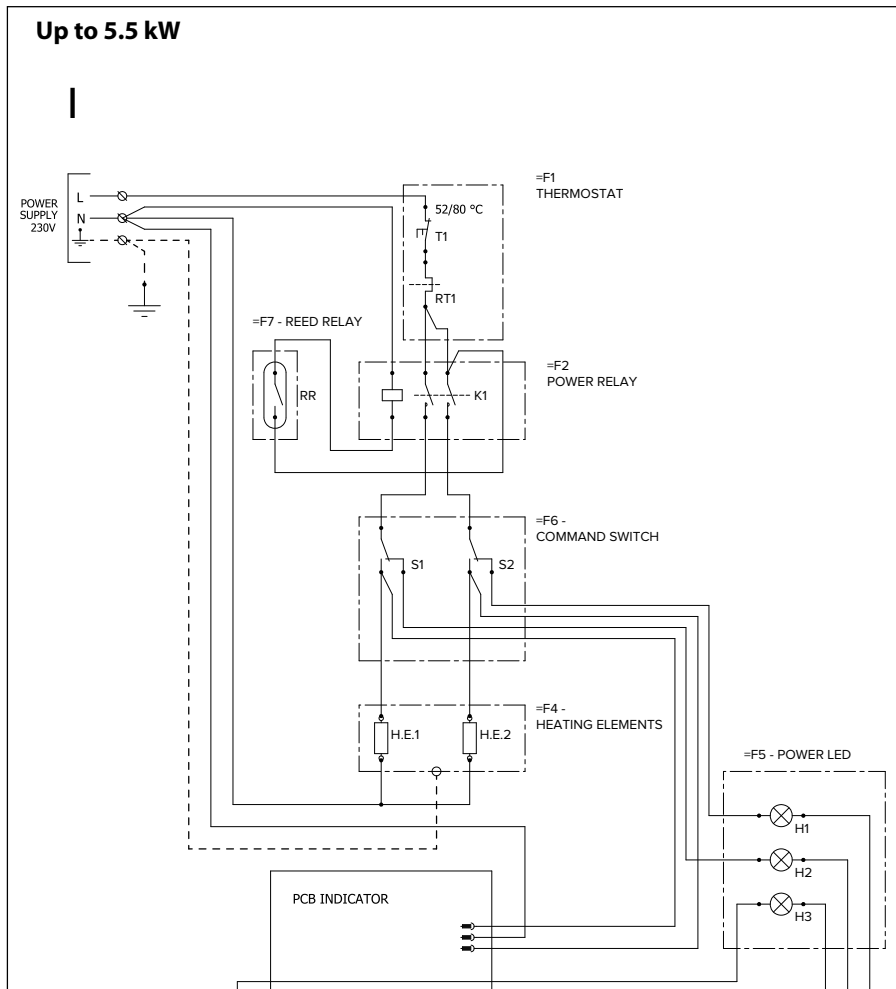 Up to 5.5 kW
I
=F1
THERMOSTAT
L
POWER
SUPPLY
230V
N
52/80 °C
T1
RT1
=F7 - REED RELAY
=F2
POWER RELAY
RR
K1
=F6 -
COMMAND SWITCH
S1
S2
=F4 -
HEATING ELEMENTS
H.E.1
H.E.2
=F5 - POWER LED
H1
H2
H3
PCB INDICATOR